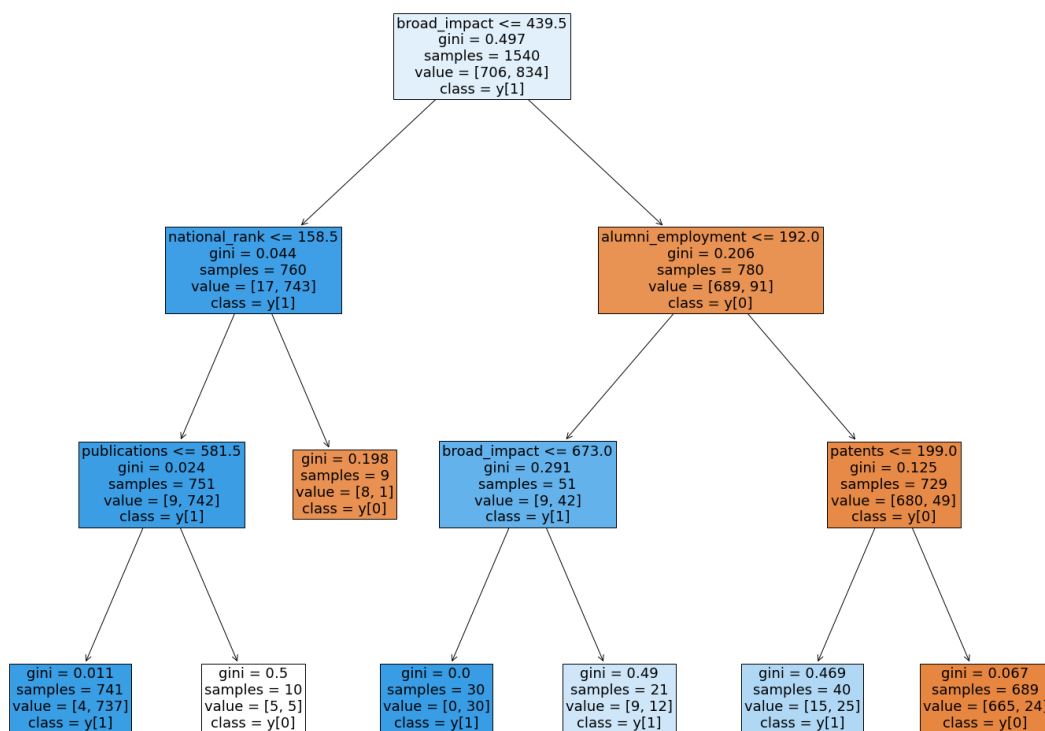 broad_impact <= 439.5
gini = 0.497
samples = 1540
value = [706, 834]
class = y[1]
national_rank <= 158.5
gini = 0.044
samples = 760
value = [17, 743]
class = y[1]
alumni_employment <= 192.0
gini = 0.206
samples = 780
value = [689, 91]
class = y[0]
publications <= 581.5
gini = 0.024
samples = 751
value = [9, 742]
class = y[1]
gini = 0.198
samples = 9
value = [8, 1]
class = y[0]
broad_impact <= 673.0
gini = 0.291
samples = 51
value = [9, 42]
class = y[1]
patents <= 199.0
gini = 0.125
samples = 729
value = [680, 49]
class = y[0]
gini = 0.011
samples = 741
value = [4, 737]
class = y[1]
gini = 0.5
samples = 10
value = [5, 5]
class = y[0]
gini = 0.0
samples = 30
value = [0, 30]
class = y[1]
gini = 0.49
samples = 21
value = [9, 12]
class = y[1]
gini = 0.469
samples = 40
value = [15, 25]
class = y[1]
gini = 0.067
samples = 689
value = [665, 24]
class = y[0]